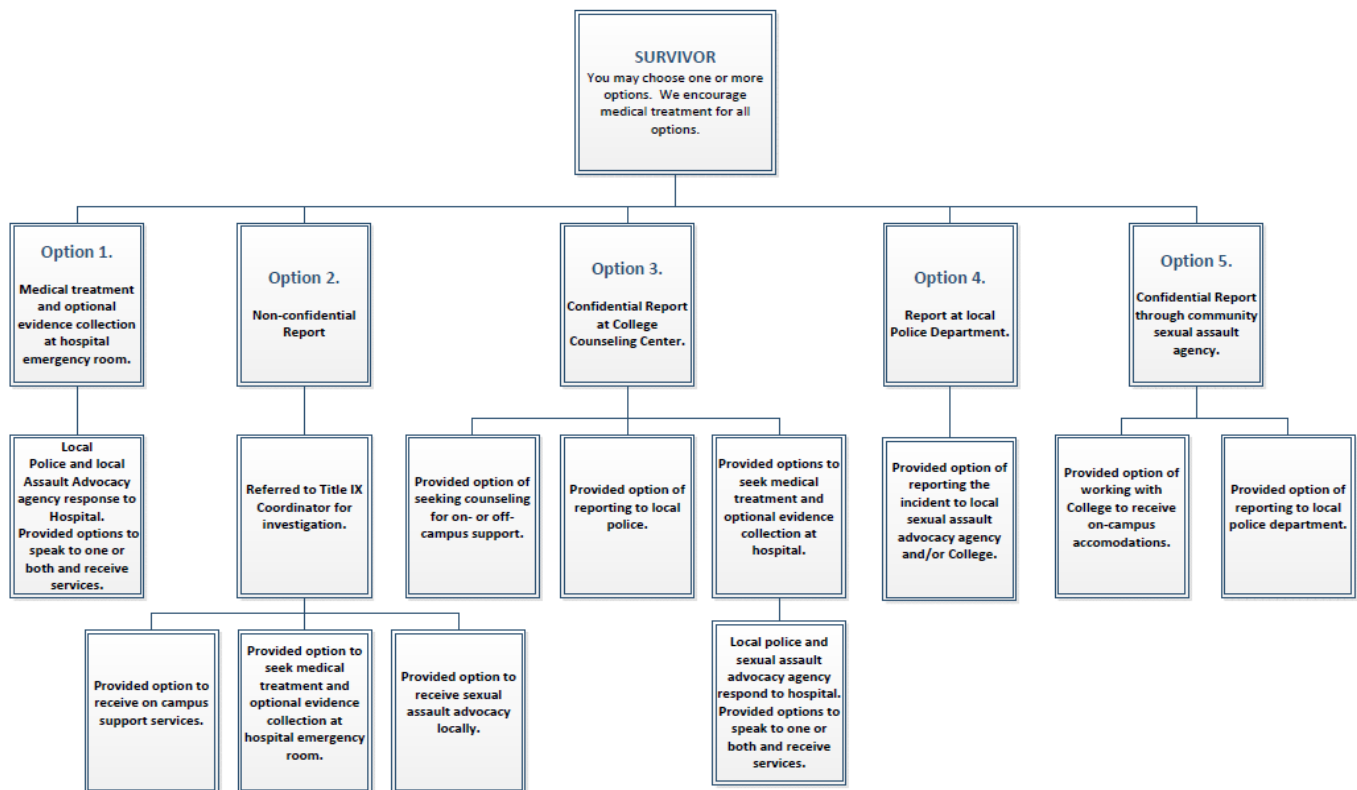 SURVIVOR
You may choose one or more
options. We encourage
medical treatment for all
options.
Option 1.
Medical treatment
and optional
evidence collection
at hospital
emergency room.
Option 2.
Non-confidential
Report
Option 3.
Confidential Report
at College
Counseling Center.
Option 4.
Report at local
Police Department.
Option 5.
Confidential Report
through community
sexual assault
agency.
Local
Police and local
Assault Advocacy
agency response to
Hospital.
Provided options to
speak to one or
both and receive
services.
Referred to Title IX
Coordinator for
investigation.
Provided option of
seeking counseling
for on- or off-
campus support.
Provided option of
reporting to local
police.
Provided options to
seek medical
treatment and
optional evidence
collection at
hospital.
Provided option of
reporting the
incident to local
sexual assault
advocacy agency
and/or College.
Provided option of
working with
College to receive
on-campus
accomodations.
Provided option of
reporting to local
police department.
Provided option to
receive on campus
support services.
Provided option to
seek medical
treatment and
optional evidence
collection at
hospital emergency
room.
Provided option to
receive sexual
assault advocacy
locally.
Local police and
sexual assault
advocacy agency
respond to hospital.
Provided options to
speak to one or
both and receive
services.